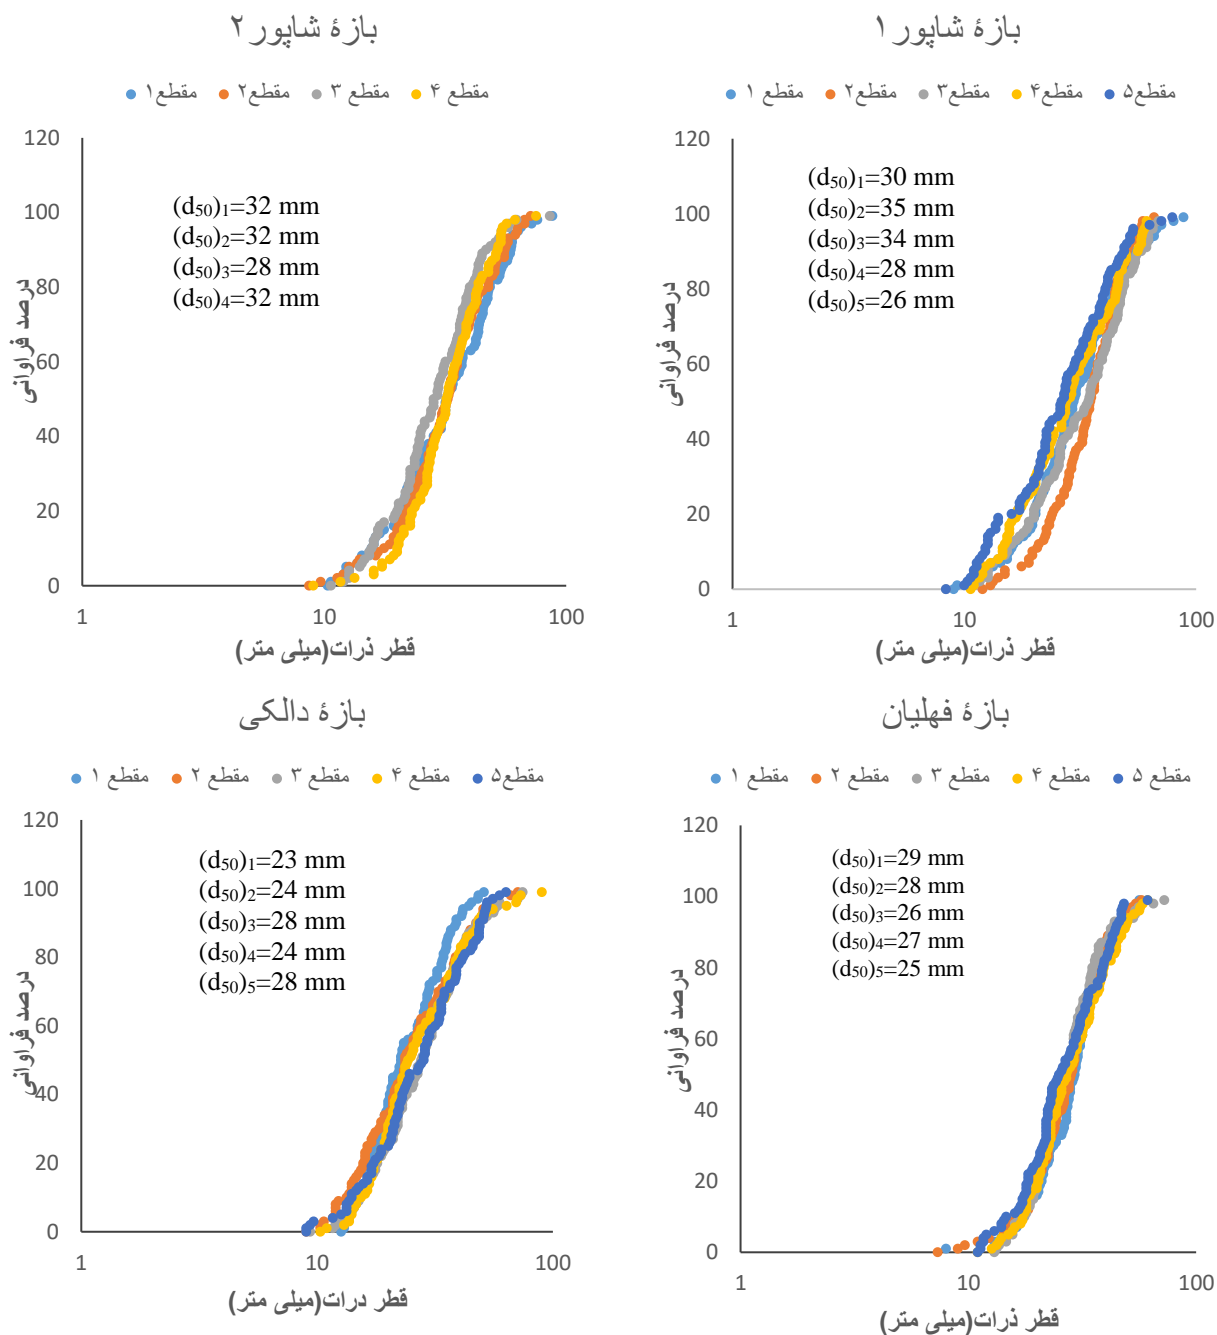 بازهٔ شاپور۲
مقطع۱ مقطع۲ مقطع ۳ مقطع ۴
120
100
80
60
40
20
0
1 10 100
درصد فراوانی
قطر ذرات(میلی متر)
(d50)1=32 mm
(d50)2=32 mm
(d50)3=28 mm
(d50)4=32 mm
بازهٔ شاپور۱
مقطع ۱ مقطع۲ مقطع۳ مقطع۴ مقطع۵
120
100
80
60
40
20
0
1 10 100
درصد فراوانی
قطر ذرات(میلی متر)
(d50)1=30 mm
(d50)2=35 mm
(d50)3=34 mm
(d50)4=28 mm
(d50)5=26 mm
بازهٔ دالکی
مقطع ۱ مقطع ۲ مقطع ۳ مقطع ۴ مقطع۵
120
100
80
60
40
20
0
1 10 100
درصد فراوانی
قطر درات(میلی متر)
(d50)1=23 mm
(d50)2=24 mm
(d50)3=28 mm
(d50)4=24 mm
(d50)5=28 mm
بازهٔ فهلیان
مقطع ۱ مقطع ۲ مقطع ۳ مقطع ۴ مقطع ۵
120
100
80
60
40
20
0
1 10 100
درصد فراوانی
قطر ذرات(میلی متر)
(d50)1=29 mm
(d50)2=28 mm
(d50)3=26 mm
(d50)4=27 mm
(d50)5=25 mm